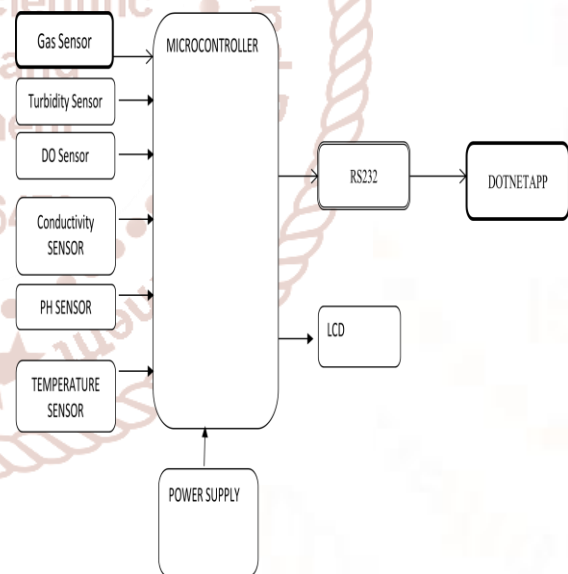 Gas Sensor
MICROCONTROLLER
Turbidity Sensor
DO Sensor
RS232
DOTNETAPP
Conductivity
SENSOR
PH SENSOR
LCD
TEMPERATURE
SENSOR
POWER SUPPLY